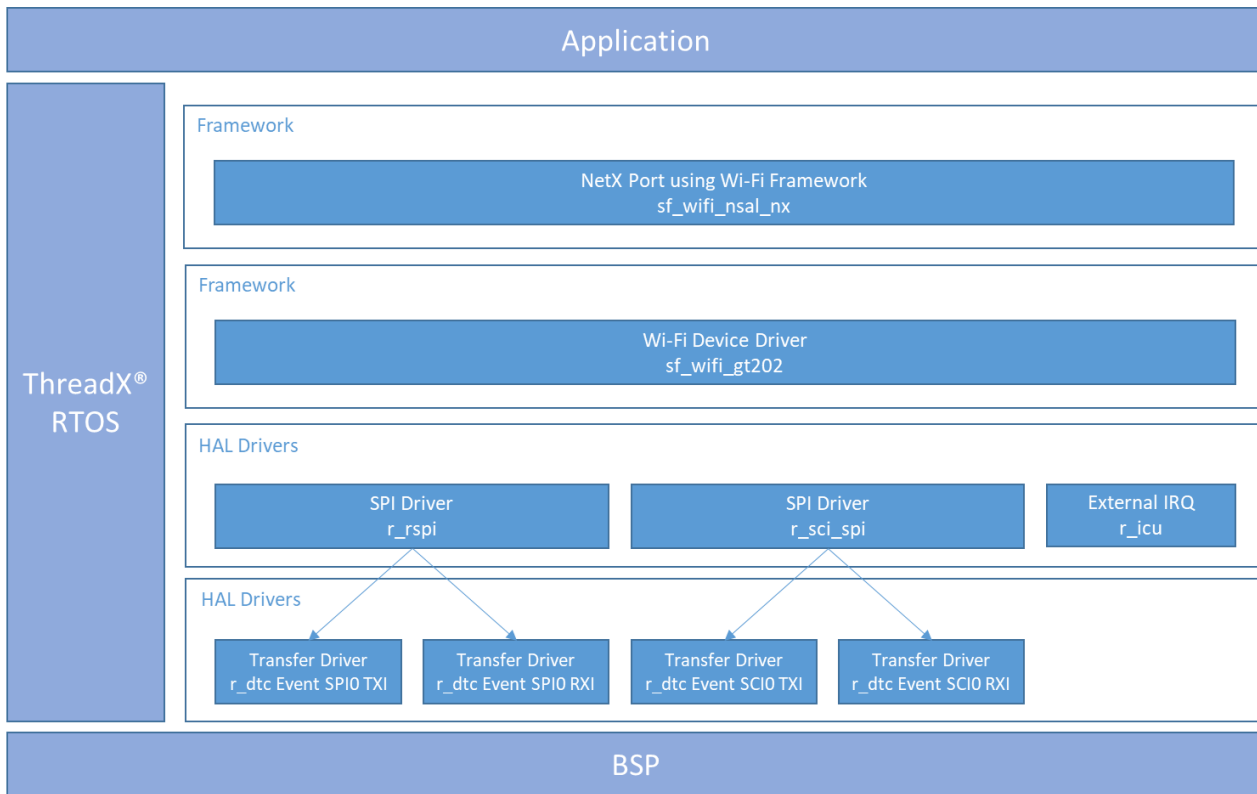 Application
ThreadX®
RTOS
Framework
NetX Port using Wi-Fi Framework
sf_wifi_nsal_nx
Framework
Wi-Fi Device Driver
sf_wifi_gt202
HAL Drivers
SPI Driver
r_rspi
SPI Driver
r_sci_spi
External IRQ
r_icu
HAL Drivers
Transfer Driver
r_dtc Event SPI0 TXI
Transfer Driver
r_dtc Event SPI0 RXI
Transfer Driver
r_dtc Event SCI0 TXI
Transfer Driver
r_dtc Event SCI0 RXI
BSP